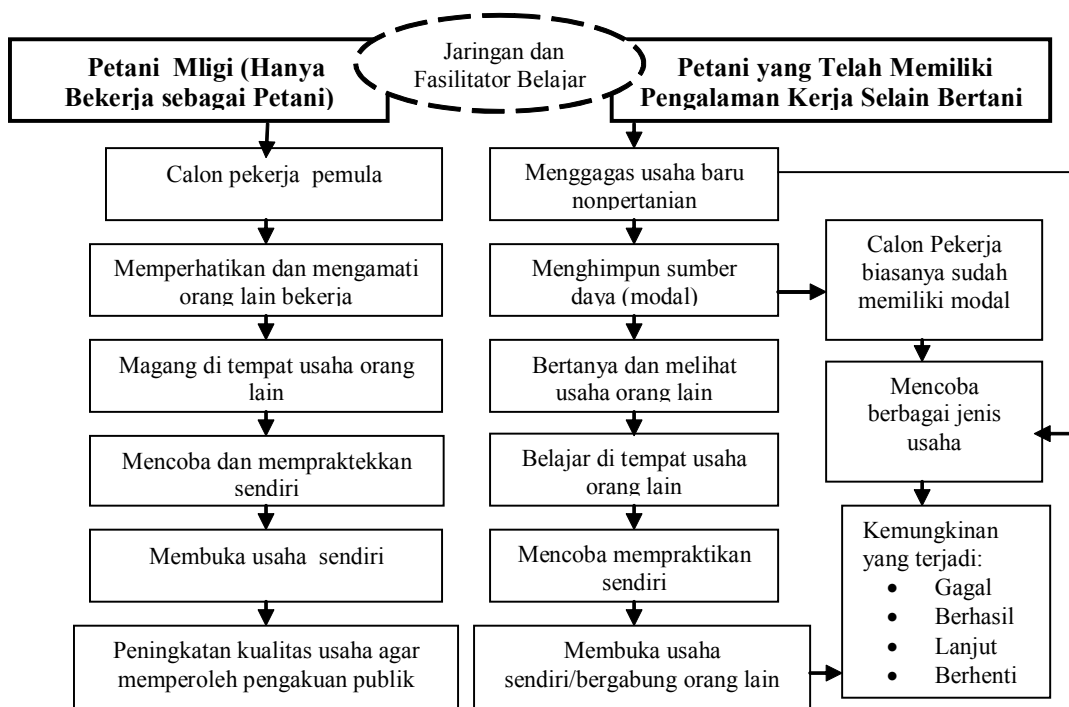 Jaringan dan
Fasilitator Belajar
Petani Mligi (Hanya
Bekerja sebagai Petani)
Calon pekerja pemula
Memperhatikan dan mengamati
orang lain bekerja
Magang di tempat usaha orang
lain
Mencoba dan mempraktekkan
sendiri
Membuka usaha sendiri
Peningkatan kualitas usaha agar
memperoleh pengakuan publik
Petani yang Telah Memiliki
Pengalaman Kerja Selain Bertani
Menggagas usaha baru
nonpertanian
Menghimpun sumber
daya (modal)
Bertanya dan melihat
usaha orang lain
Belajar di tempat usaha
orang lain
Mencoba mempraktikan
sendiri
Membuka usaha
sendiri/bergabung orang lain
Calon Pekerja
biasanya sudah
memiliki modal
Mencoba
berbagai jenis
usaha
Kemungkinan
yang terjadi:
• Gagal
• Berhasil
• Lanjut
• Berhenti